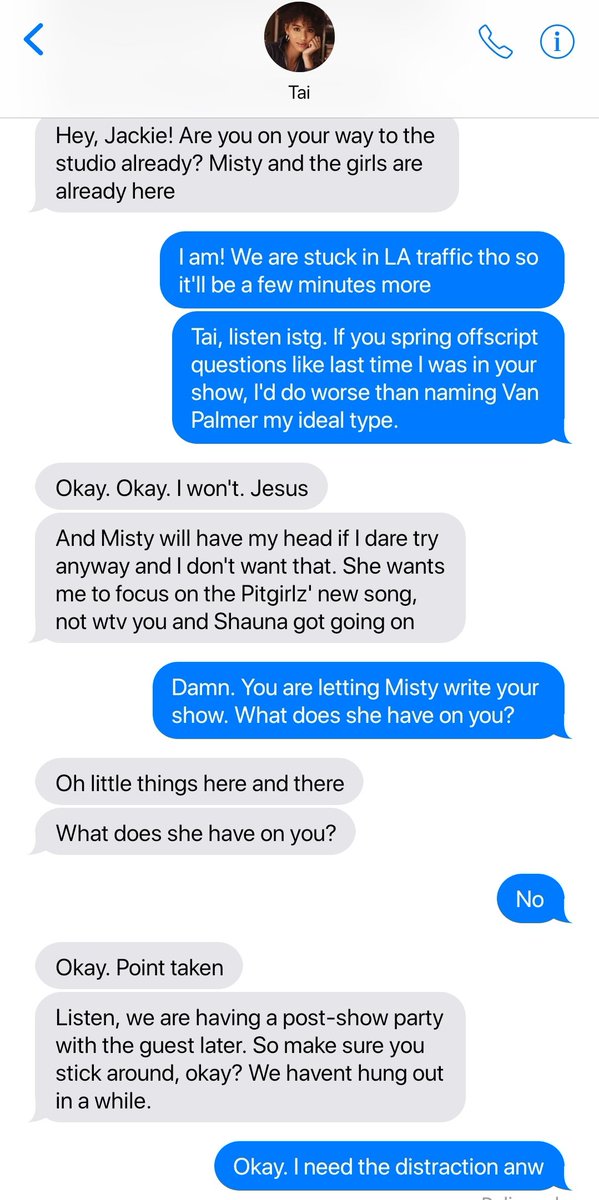 Tai
Hey, Jackie! Are you on your way to the
studio already? Misty and the girls are
already here
I am! We are stuck in LA traffic tho so
it'll be a few minutes more
Tai, listen istg. If you spring offscript
questions like last time I was in your
show, I'd do worse than naming Van
Palmer my ideal type.
Okay. Okay. I won't. Jesus
And Misty will have my head if I dare try
anyway and I don't want that. She wants
me to focus on the Pitgirlz' new song,
not wtv you and Shauna got going on
Damn. You are letting Misty write your
show. What does she have on you?
Oh little things here and there
What does she have on you?
No
Okay. Point taken
Listen, we are having a post-show party
with the guest later. So make sure you
stick around, okay? We havent hung out
in a while.
Okay. I need the distraction anw